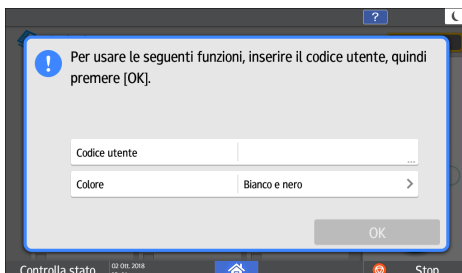 ?
Per usare le seguenti funzioni, inserire il codice utente, quindi
premere [OK].
Codice utente
...
Colore Bianco e nero
OK
Controlla stato 02 Ott. 2018 Stop